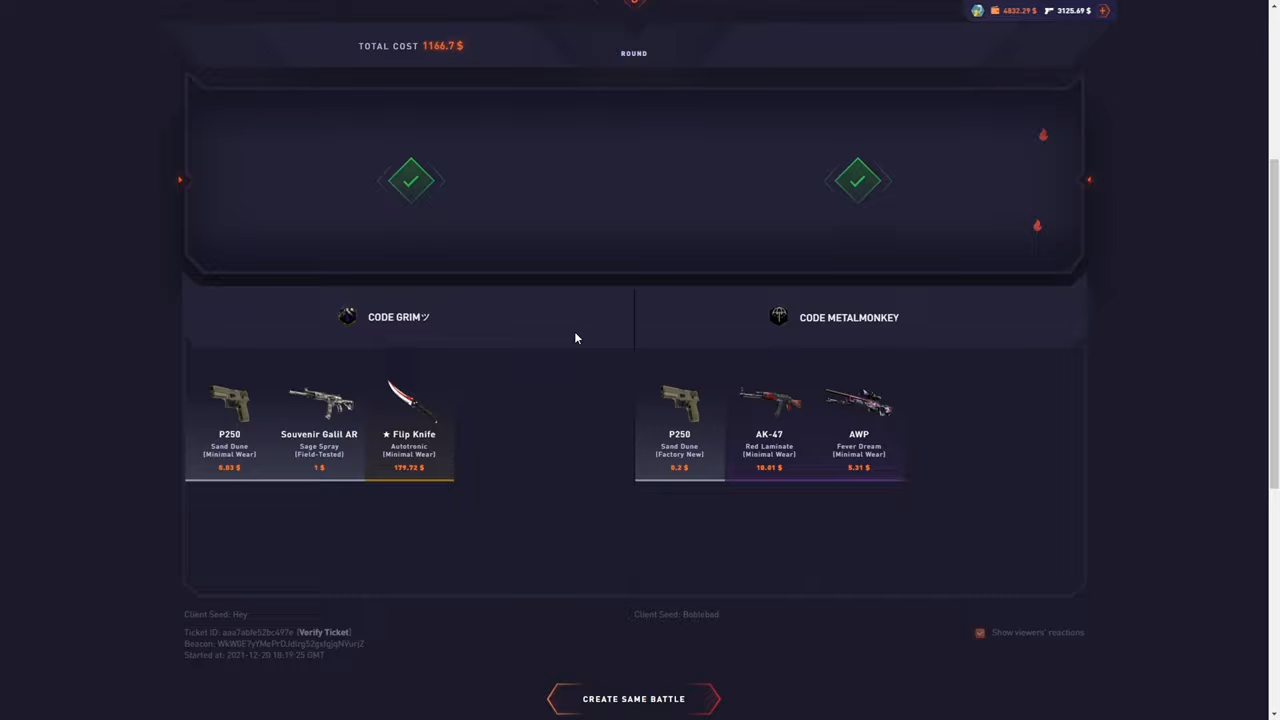 4832.29 $ 3125.69 $
TOTAL COST 1166.7 $
ROUND
CODE GRIMツ
CODE METALMONKEY
P250
Sand Dune
(Minimal Wear)
0.03 $
Souvenir Galil AR
Sage Spray
(Field-Tested)
1 $
★ Flip Knife
Autotronic
(Minimal Wear)
179.72 $
P250
Sand Dune
(Factory New)
0.2 $
AK-47
Red Laminate
(Minimal Wear)
18.01 $
AWP
Fever Dream
(Minimal Wear)
5.31 $
Client Seed: Hey
Client Seed: Boblebad
Ticket ID: aaa7abfe52bc497e (Verify Ticket)
Beacon:
Started at: 2021-12-20 18:19:25 GMT
Show viewers' reactions
CREATE SAME BATTLE